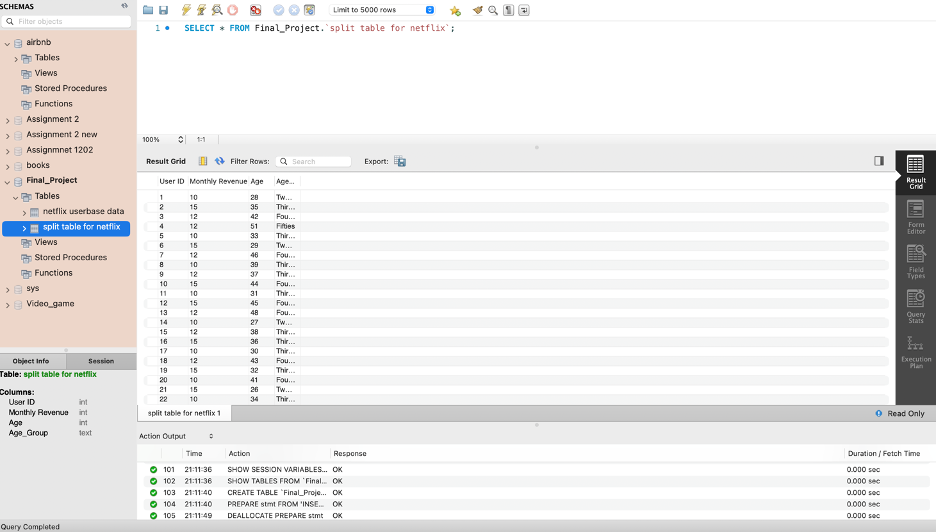 SCHEMAS
Filter objects
airbnb
Tables
Views
Stored Procedures
Functions
Assignment 2
Assignment 2 new
Assignmnet 1202
books
Final_Project
Tables
netflix userbase data
split table for netflix
Views
Stored Procedures
Functions
sys
Video_game
Object Info Session
Table: split table for netflix
Columns:
User ID int
Monthly Revenue int
Age int
Age_Group text
Query Completed
Limit to 5000 rows
1 SELECT * FROM Final_Project.`split table for netflix`;
100% 1:1
Result Grid Filter Rows: Search Export:
User ID Monthly Revenue Age Age...
1 10 28 Tw...
2 15 35 Thir...
3 12 42 Fou...
4 12 51 Fifties
5 10 33 Thir...
6 15 29 Tw...
7 12 46 Fou...
8 10 39 Thir...
9 12 37 Thir...
10 15 44 Fou...
11 10 31 Thir...
12 15 45 Fou...
13 12 48 Fou...
14 10 27 Tw...
15 12 38 Thir...
16 15 36 Thir...
17 10 30 Thir...
18 12 43 Fou...
19 15 32 Thir...
20 10 41 Fou...
21 15 26 Tw...
22 10 34 Thir...
Result
Grid
Form
Editor
Field
Types
Query
Stats
Execution
Plan
split table for netflix 1 Read Only
Action Output
Time Action Response Duration / Fetch Time
101 21:11:36 SHOW SESSION VARIABLES... OK 0.000 sec
102 21:11:36 SHOW TABLES FROM `Final... OK 0.000 sec
103 21:11:40 CREATE TABLE `Final_Proje... OK 0.000 sec
104 21:11:40 PREPARE stmt FROM 'INSE... OK 0.000 sec
105 21:11:49 DEALLOCATE PREPARE stmt OK 0.000 sec